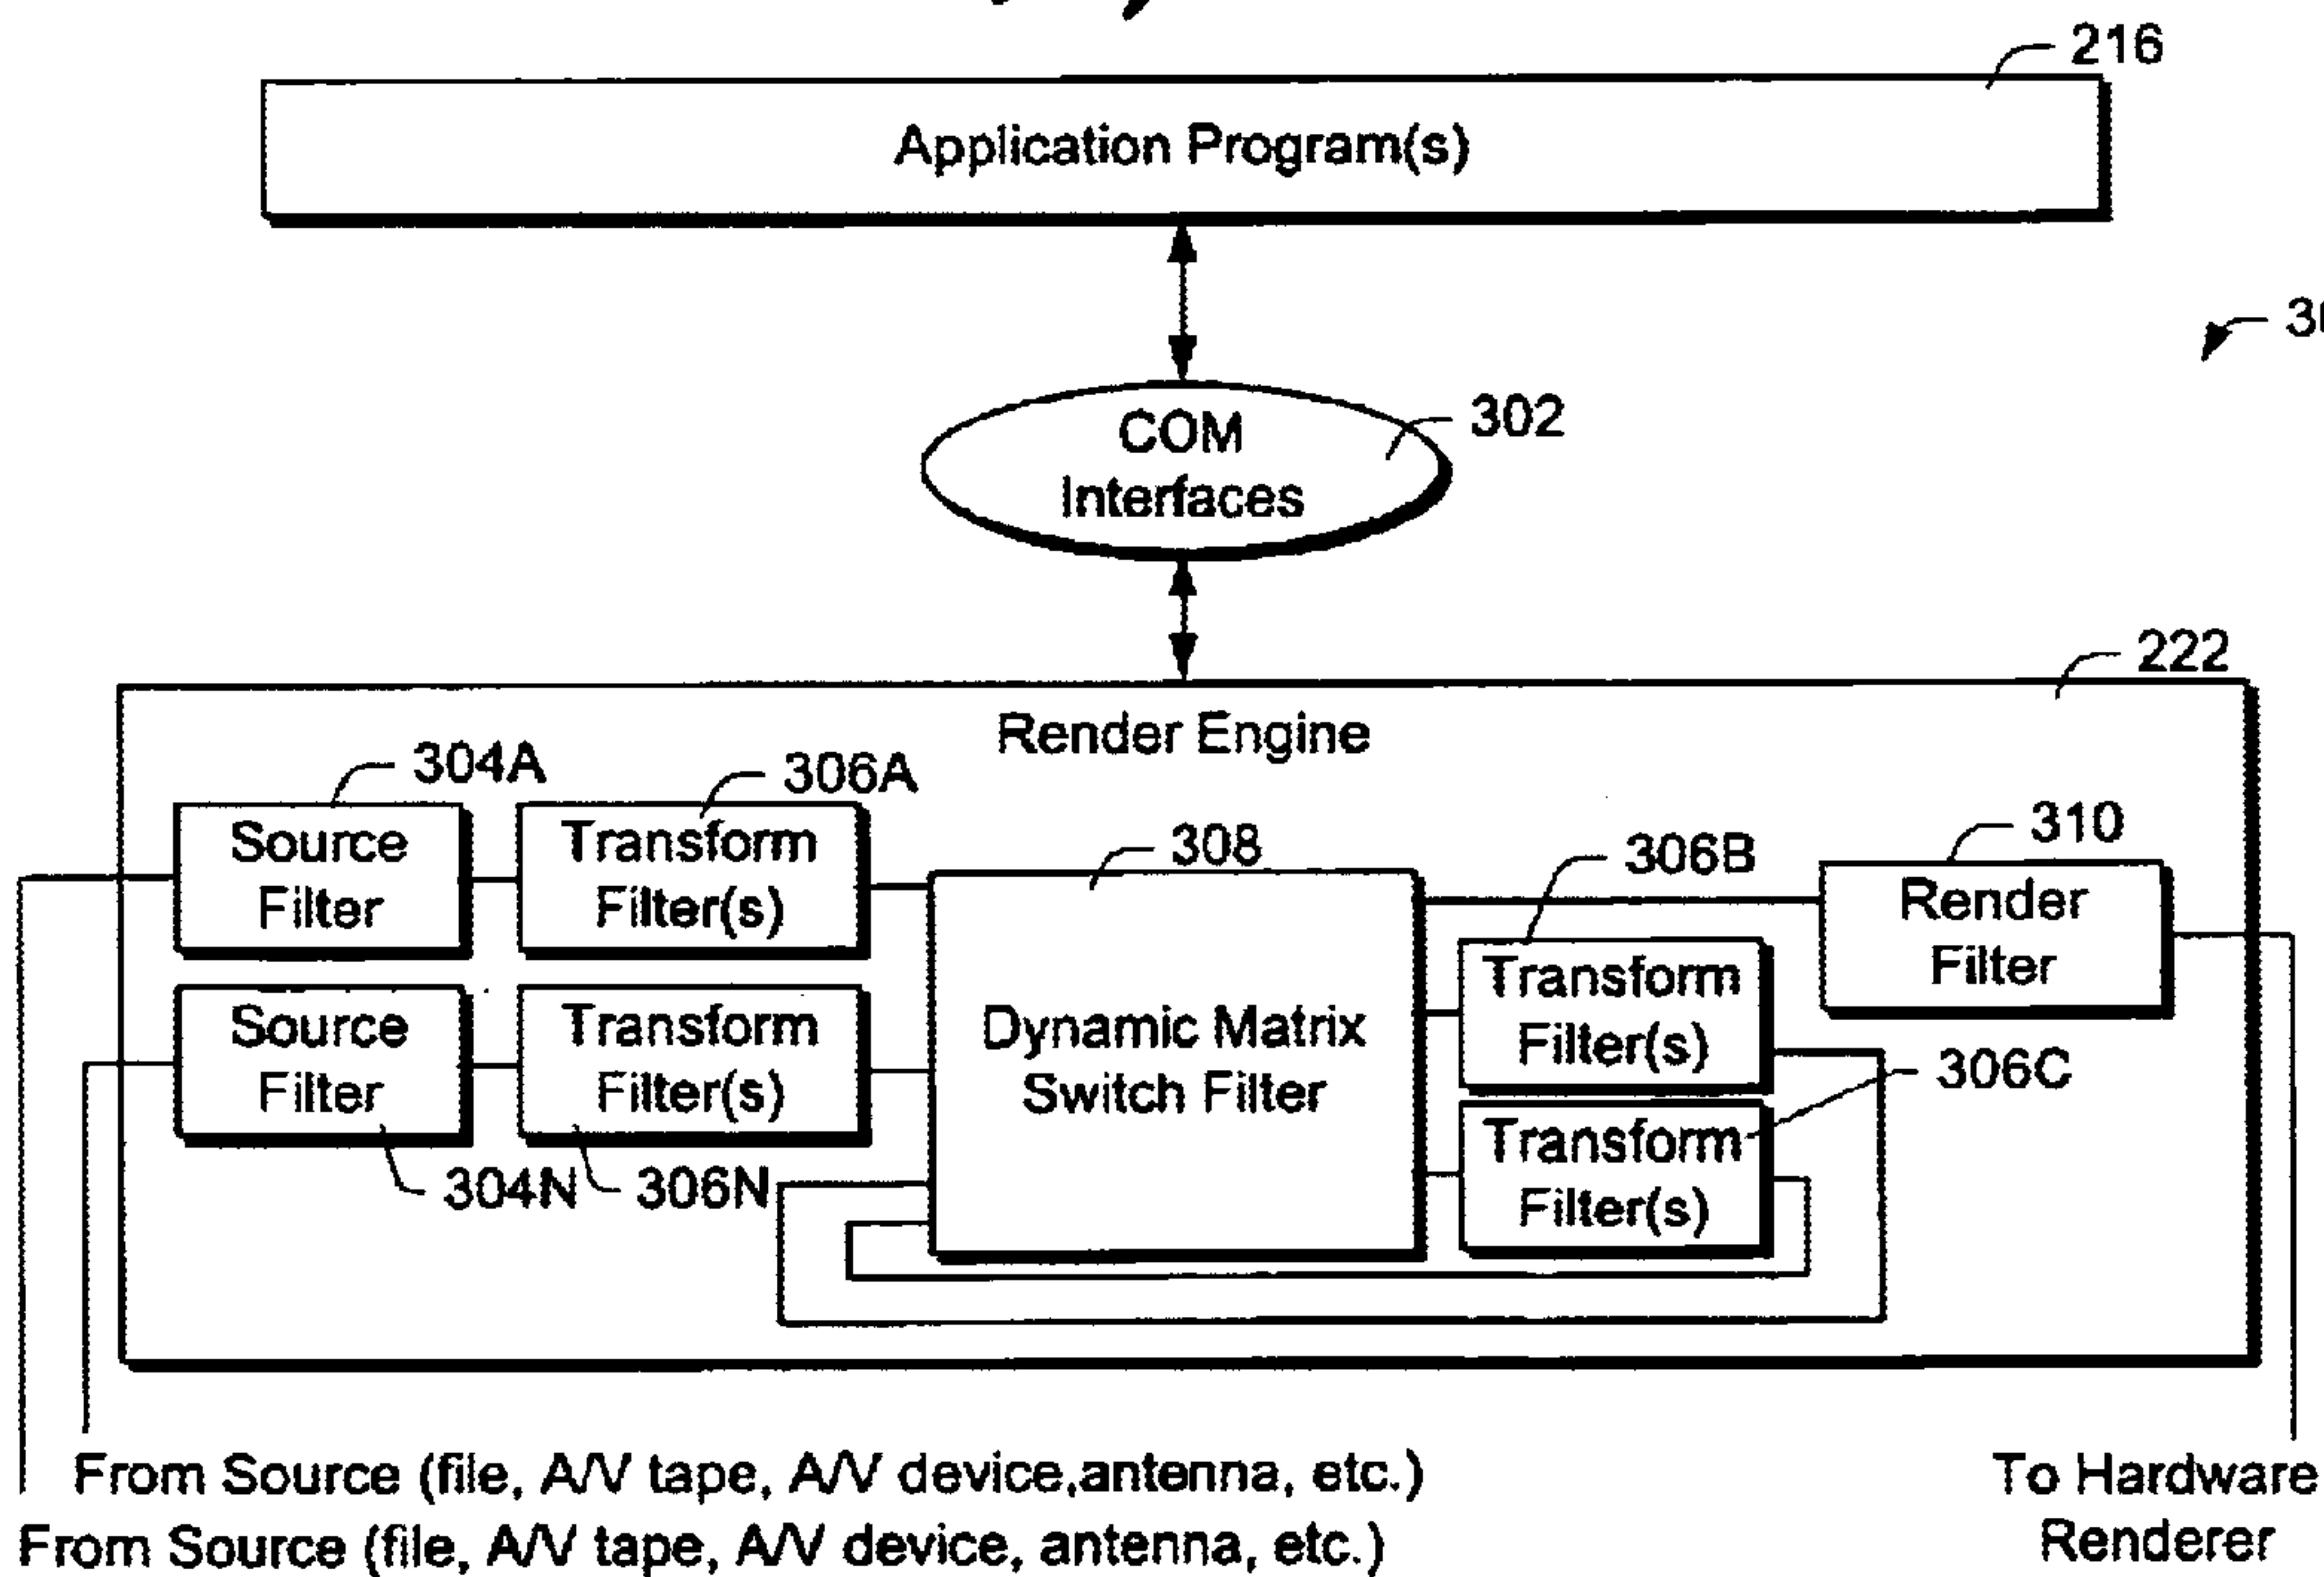 216
Application Program(s)
COM
Interfaces
302
222
Render Engine
304A
306A
308
306B
310
Source
Filter
Transform
Filter(s)
Render
Filter
Source
Filter
Transform
Filter(s)
Dynamic Matrix
Switch Filter
Transform
Filter(s)
306C
Transform
Filter(s)
304N
306N
From Source (file, A/V tape, A/V device,antenna, etc.)
From Source (file, A/V tape, A/V device, antenna, etc.)
To Hardware
Renderer